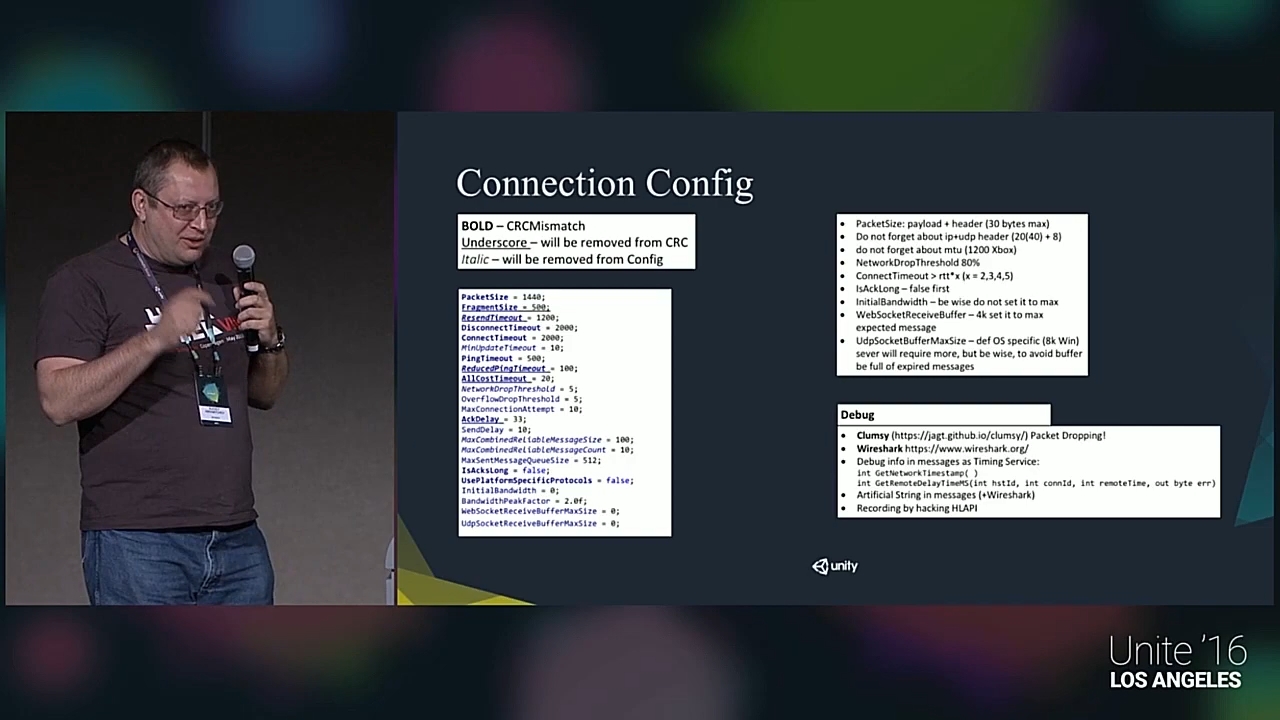 Connection Config
BOLD – CRCMismatch
Underscore – will be removed from CRC
Italic – will be removed from Config
PacketSize = 1440;
FragmentSize = 500;
ResendTimeout = 1200;
DisconnectTimeout = 2000;
ConnectTimeout = 2000;
MinUpdateTimeout = 10;
PingTimeout = 500;
ReducedPingTimeout = 100;
AllCostTimeout = 20;
NetworkDropThreshold = 5;
OverflowDropThreshold = 5;
MaxConnectionAttempt = 10;
AckDelay = 33;
SendDelay = 10;
MaxCombinedReliableMessageSize = 100;
MaxCombinedReliableMessageCount = 10;
MaxSentMessageQueueSize = 512;
IsAcksLong = false;
UsePlatformSpecificProtocols = false;
InitialBandwidth = 0;
BandwidthPeakFactor = 2.0f;
WebSocketReceiveBufferMaxSize = 0;
UdpSocketReceiveBufferMaxSize = 0;
• PacketSize: payload + header (30 bytes max)
• Do not forget about ip+udp header (20(40) + 8)
• do not forget about mtu (1200 Xbox)
• NetworkDropThreshold 80%
• ConnectTimeout > rtt*x (x = 2,3,4,5)
• IsAckLong – false first
• InitialBandwidth – be wise do not set it to max
• WebSocketReceiveBuffer – 4k set it to max
expected message
• UdpSocketBufferMaxSize – def OS specific (8k Win)
sever will require more, but be wise, to avoid buffer
be full of expired messages
Debug
• Clumsy (https://jagt.github.io/clumsy/) Packet Dropping!
• Wireshark https://www.wireshark.org/
• Debug info in messages as Timing Service:
int GetNetworkTimestamp( )
int GetRemoteDelayTimeMS(int hstId, int connId, int remoteTime, out byte err)
• Artificial String in messages (+Wireshark)
• Recording by hacking HLAPI
unity
Unite '16
LOS ANGELES